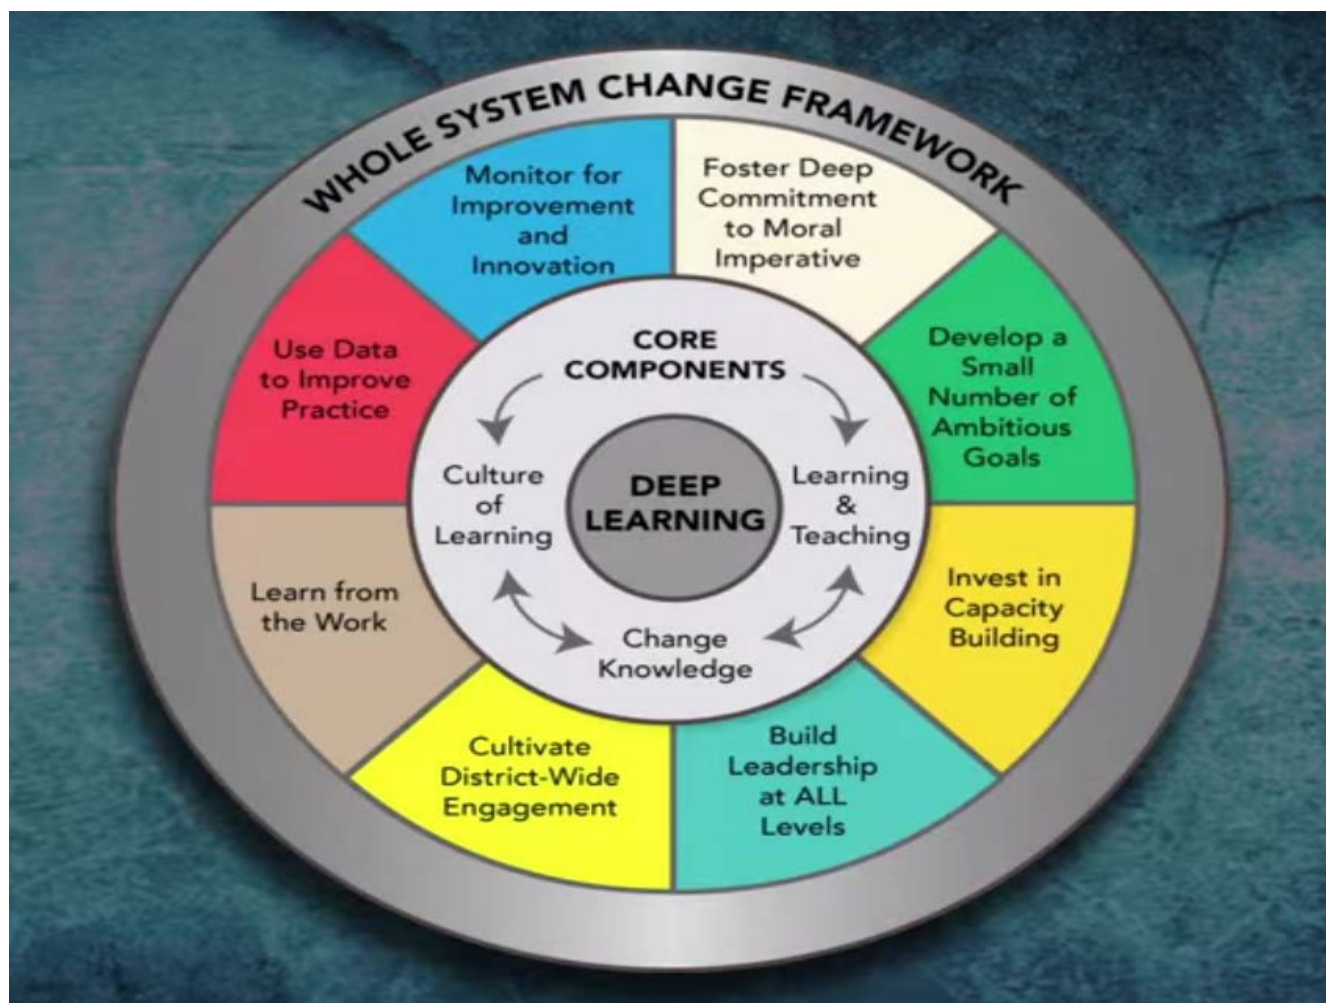 WHOLE SYSTEM CHANGE FRAMEWORK
Foster Deep
Commitment
to Moral
Imperative
Develop a
Small
Number of
Ambitious
Goals
Invest in
Capacity
Building
Build
Leadership
at ALL
Levels
Cultivate
District-Wide
Engagement
Learn from
the Work
Use Data
to Improve
Practice
Monitor for
Improvement
and
Innovation
CORE
COMPONENTS
Learning
&
Teaching
Change
Knowledge
Culture
of
Learning
DEEP
LEARNING